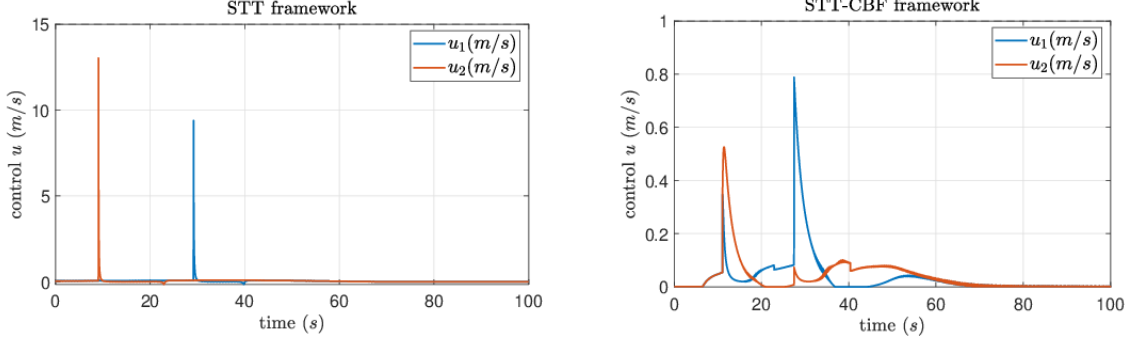 STT framework
15
10
5
0
0 20 40 60 80 100
control u (m/s)
time (s)
u₁(m/s)
u₂(m/s)
STT-CBF framework
1
0.8
0.6
0.4
0.2
0
0 20 40 60 80 100
control u (m/s)
time (s)
u₁(m/s)
u₂(m/s)